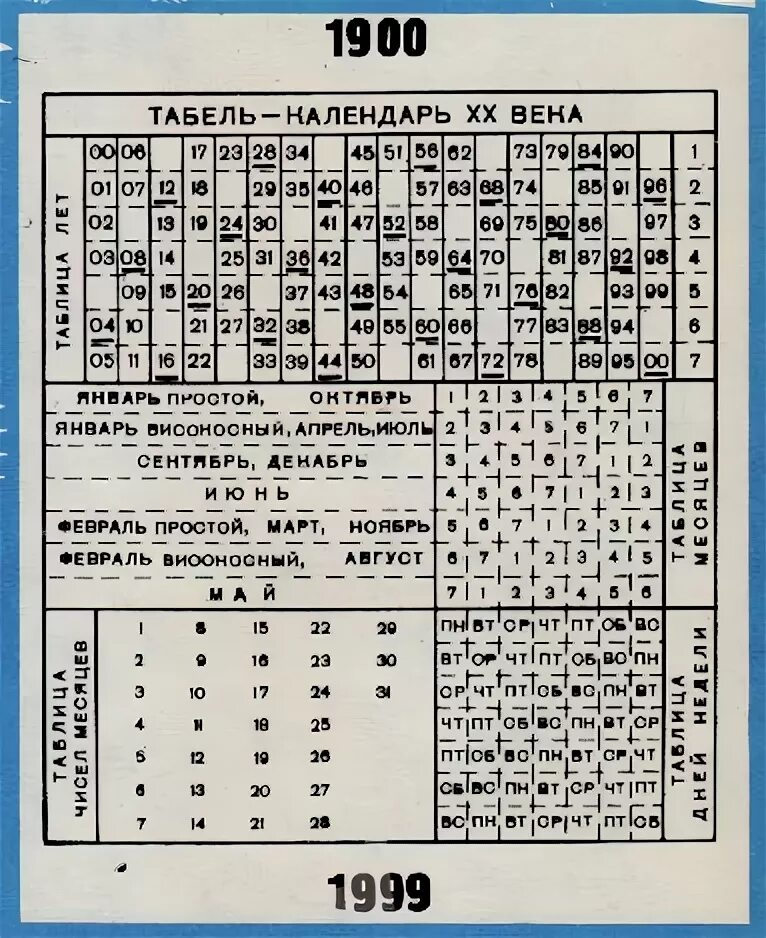 1900
ТАБЕЛЬ—КАЛЕНДАРЬ XX ВЕКА
ТАБЛИЦА ЛЕТ
00 06 17 23 28 34 45 51 56 62 73 79 84 90 1
01 07 12 18 29 35 40 46 57 63 68 74 85 91 96 2
02 13 19 24 30 41 47 52 58 69 75 80 86 97 3
03 08 14 25 31 36 42 53 59 64 70 81 87 92 98 4
09 15 20 26 37 43 48 54 65 71 76 82 93 99 5
04 10 21 27 32 38 49 55 60 66 77 83 88 94 6
05 11 16 22 33 39 44 50 61 67 72 78 89 95 00 7
ЯНВАРЬ ПРОСТОЙ, ОКТЯБРЬ 1 2 3 4 5 6 7
ЯНВАРЬ ВИСОКОСНЫЙ, АПРЕЛЬ, ИЮЛЬ 2 3 4 5 6 7 1
СЕНТЯБРЬ, ДЕКАБРЬ 3 4 5 6 7 1 2
ИЮНЬ 4 5 6 7 1 2 3
ФЕВРАЛЬ ПРОСТОЙ, МАРТ, НОЯБРЬ 5 6 7 1 2 3 4
ФЕВРАЛЬ ВИСОКОСНЫЙ, АВГУСТ 6 7 1 2 3 4 5
МАЙ 7 1 2 3 4 5 6
ТАБЛИЦА
МЕСЯЦЕВ
ТАБЛИЦА
ЧИСЕЛ МЕСЯЦЕВ
1 8 15 22 29 ПН ВТ СР ЧТ ПТ СБ ВС
2 9 16 23 30 ВТ СР ЧТ ПТ СБ ВС ПН
3 10 17 24 31 СР ЧТ ПТ СБ ВС ПН ВТ
4 11 18 25 ЧТ ПТ СБ ВС ПН ВТ СР
5 12 19 26 ПТ СБ ВС ПН ВТ СР ЧТ
6 13 20 27 СБ ВС ПН ВТ СР ЧТ ПТ
7 14 21 28 ВС ПН ВТ СР ЧТ ПТ СБ
ТАБЛИЦА
ДНЕЙ НЕДЕЛИ
1999